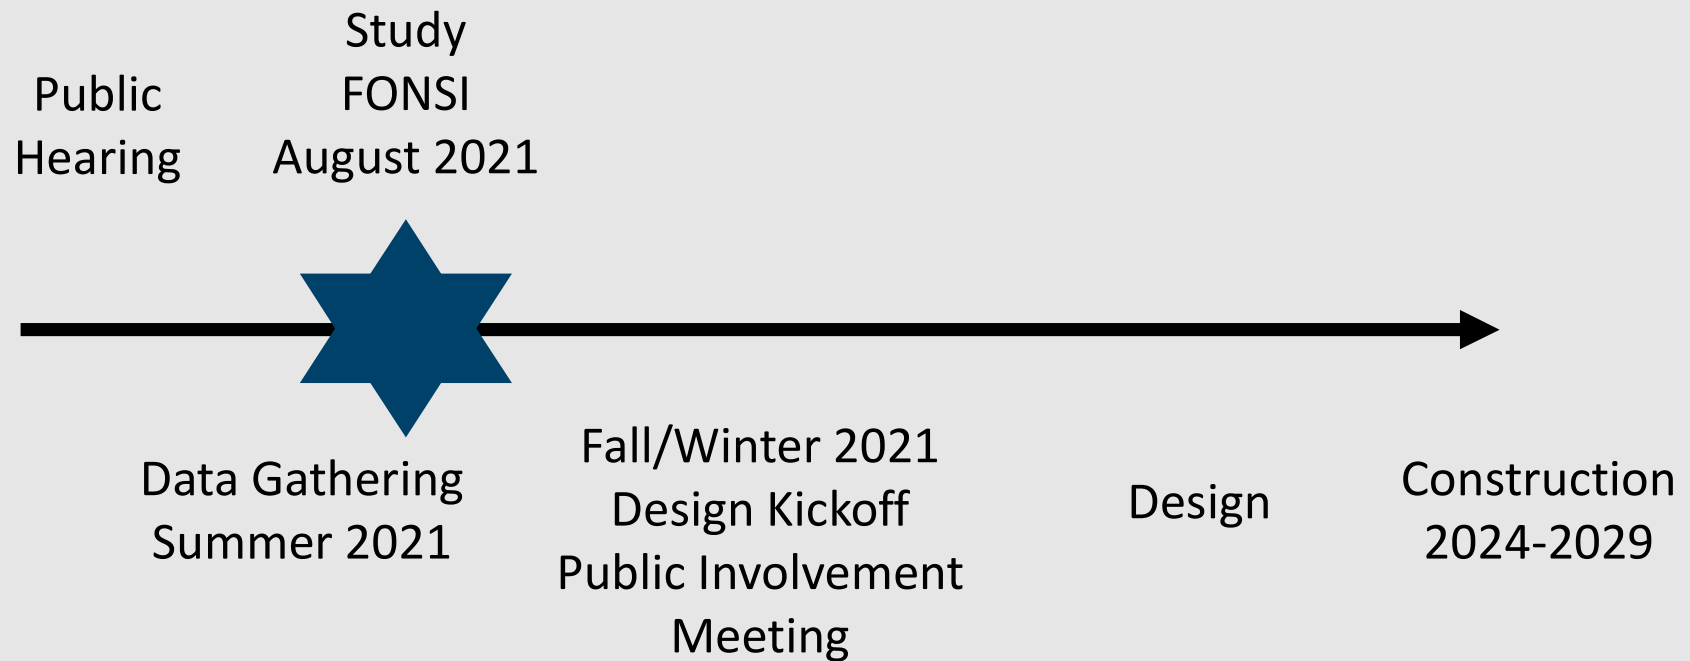 Public
Hearing
Study
FONSI
August 2021
Data Gathering
Summer 2021
Fall/Winter 2021
Design Kickoff
Public Involvement
Meeting
Design
Construction
2024-2029